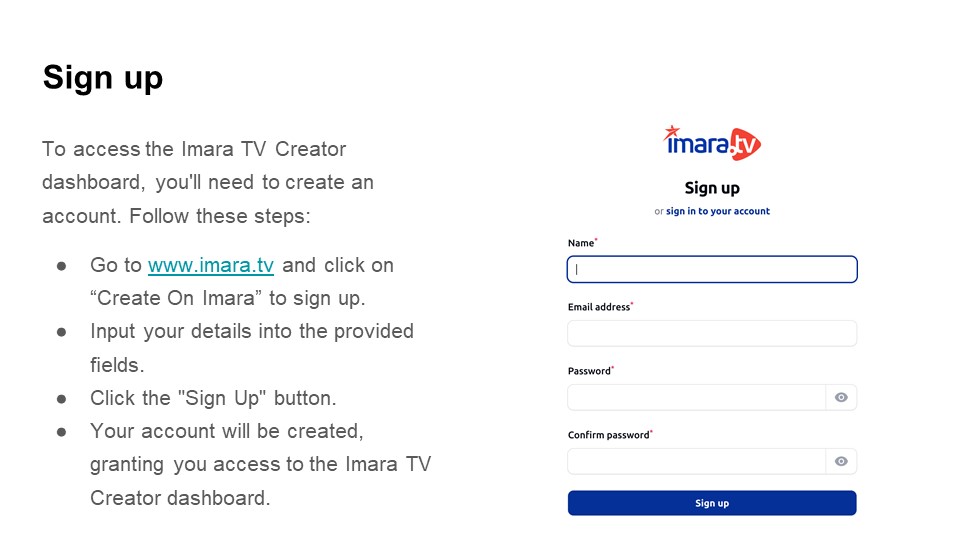 Sign up
To access the Imara TV Creator
dashboard, you'll need to create an
account. Follow these steps:
● Go to www.imara.tv and click on
“Create On Imara” to sign up.
● Input your details into the provided
fields.
● Click the "Sign Up" button.
● Your account will be created,
granting you access to the Imara TV
Creator dashboard.
imara.tv
Sign up
or sign in to your account
Name*
Email address*
Password*
Confirm password*
Sign up